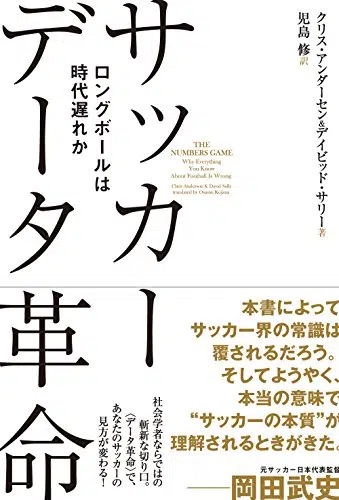 サッカー
データ革命
ロングボールは
時代遅れか
クリス・アンダーセン&デイビッド・サリー 著
児島 修 訳
THE
NUMBERS GAME
Why Everything
You Know
About Football Is Wrong
Chris Anderson & David Sally
translated by Osamu Kojima
本書によって
サッカー界の常識は
覆されるだろう。
そしてようやく、
本当の意味で
“サッカーの本質”が
理解されるときがきた。
元サッカー日本代表監督
──岡田武史
社会学者ならではの
斬新な切り口。
〈データ革命〉で、
あなたのサッカーの
見方が変わる!